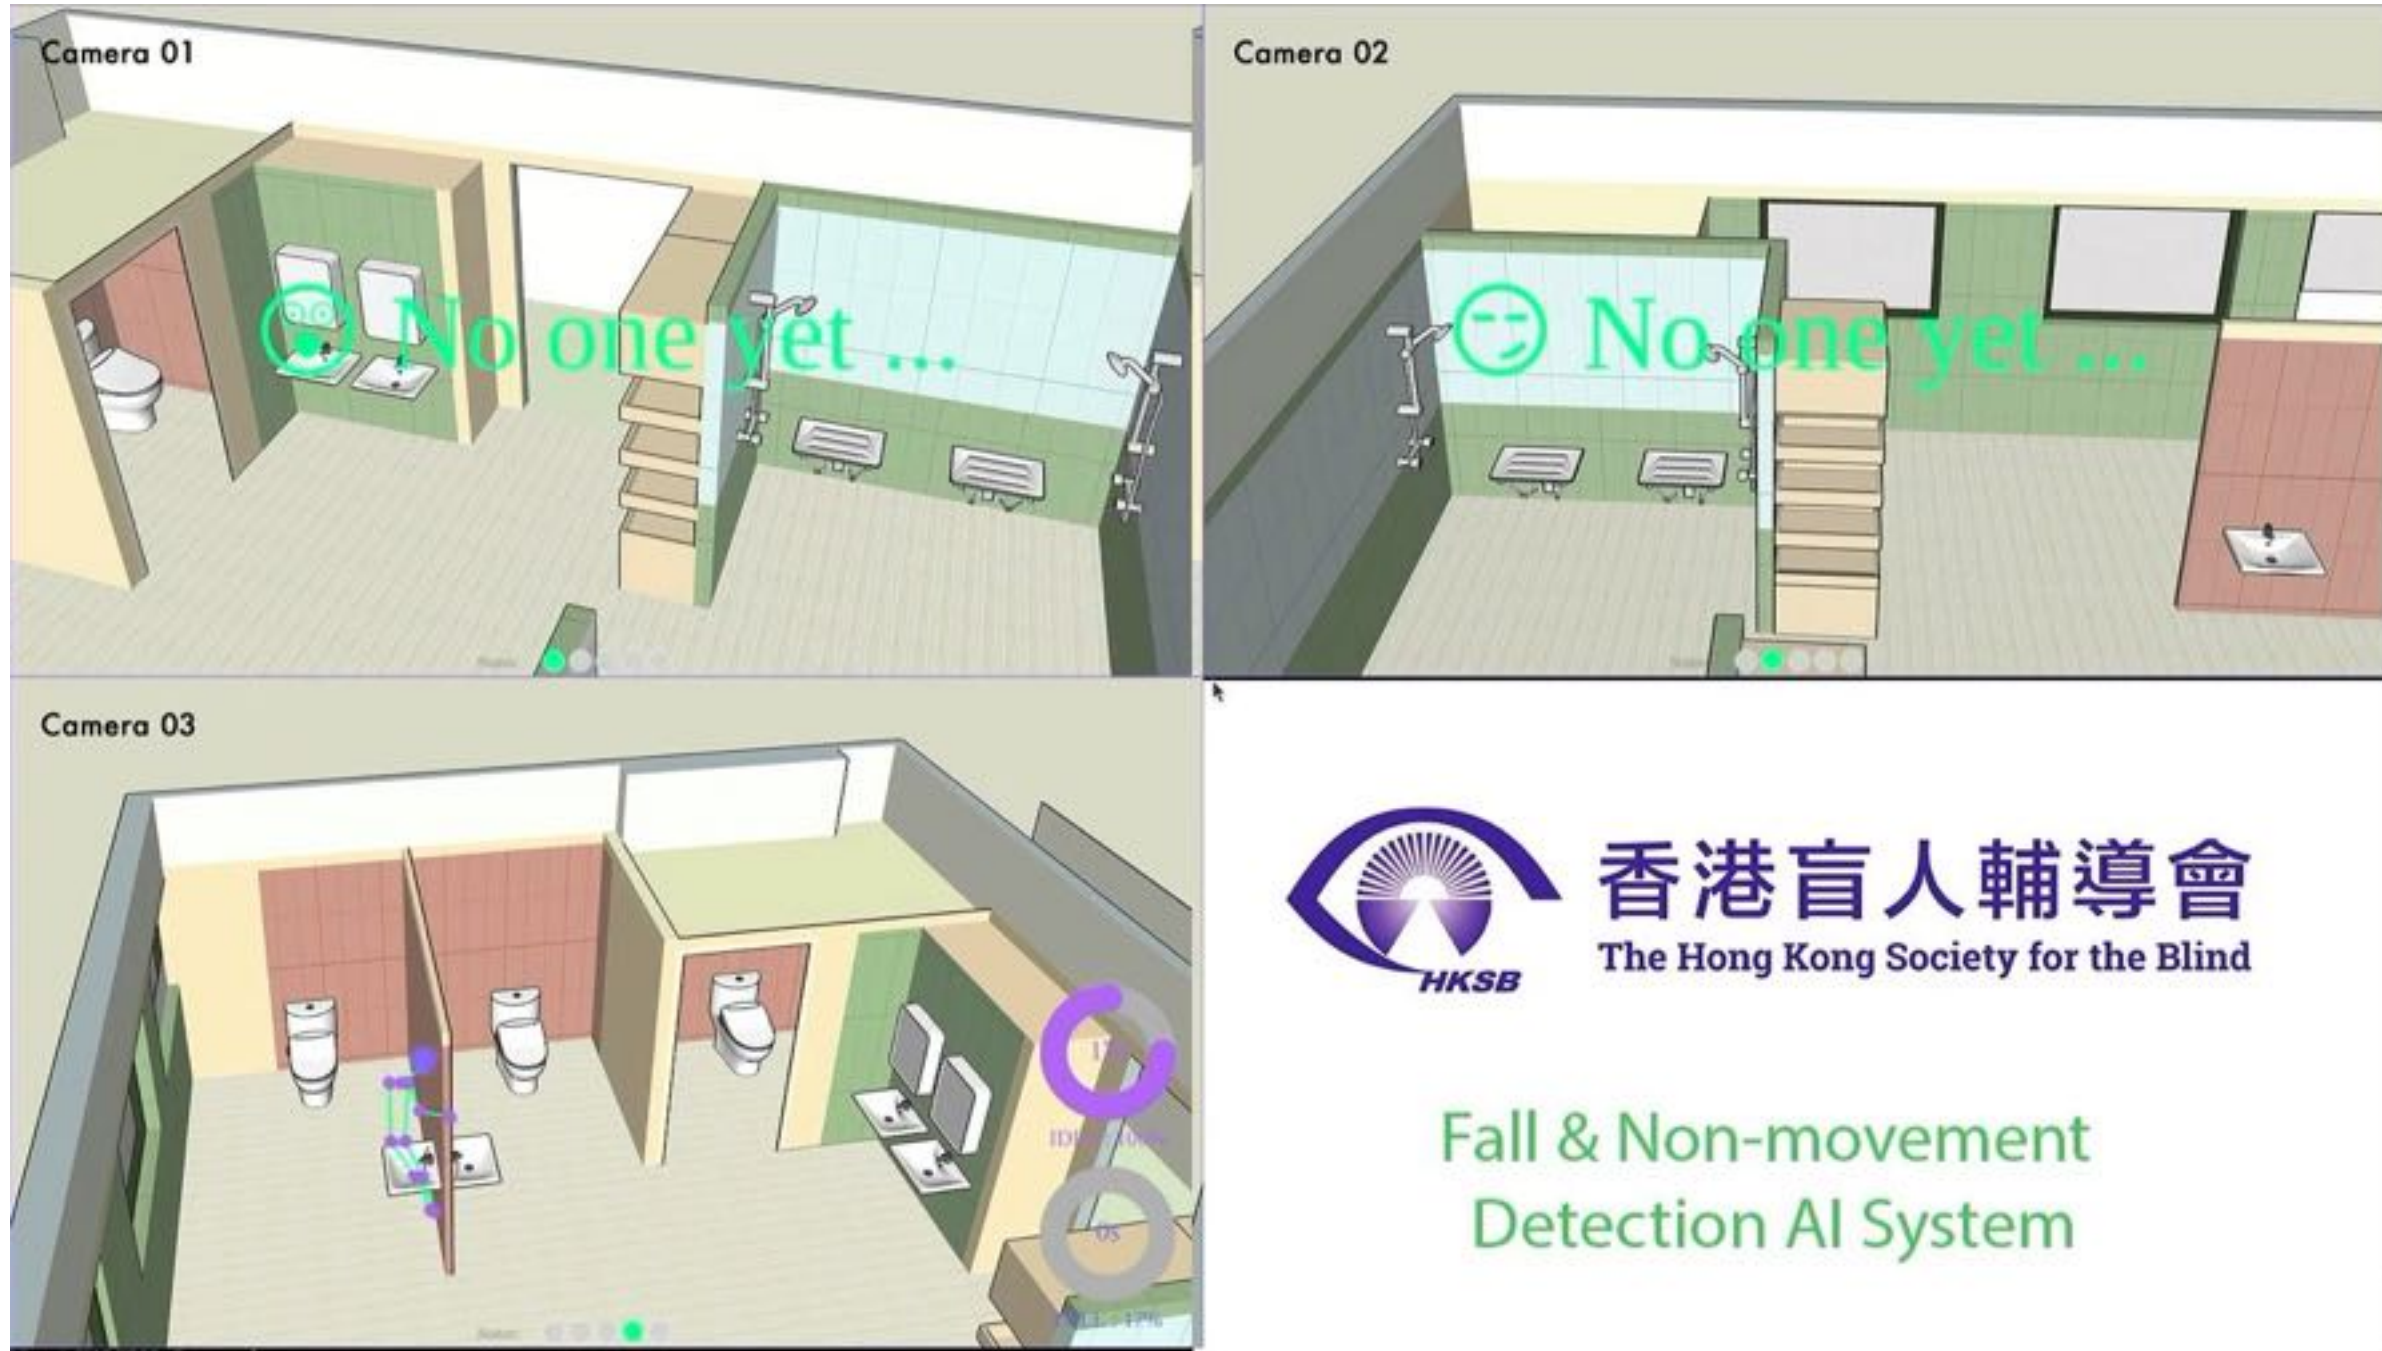 Camera 01
No one yet ...
Camera 02
No one yet ...
Camera 03
0s
香港盲人輔導會
The Hong Kong Society for the Blind
HKSB
Fall & Non-movement
Detection AI System